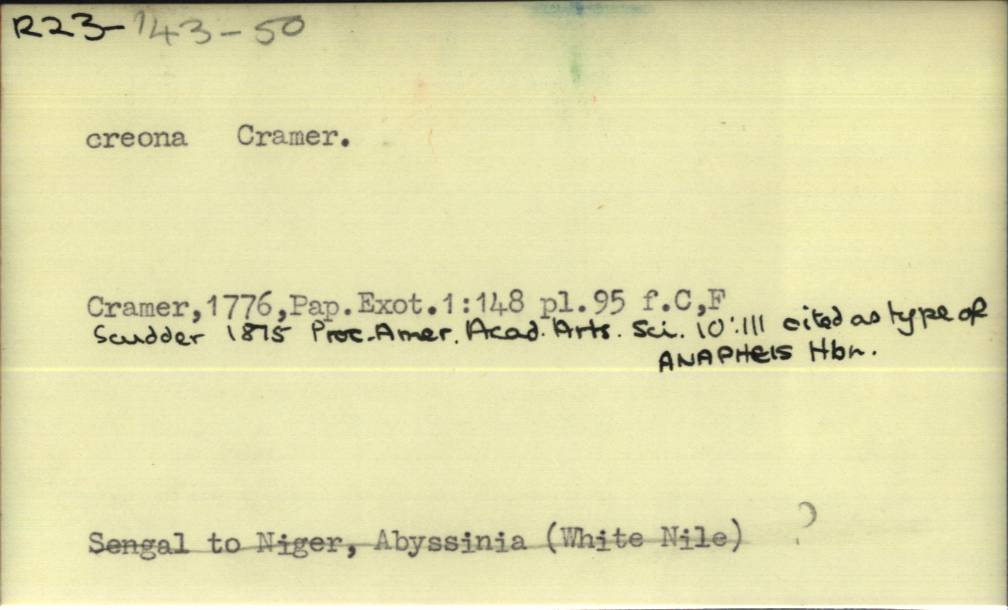 R23-143-50
creona Cramer.
Cramer,1776,Pap.Exot.1:148 pl.95 f.C,F
Scudder 1875 Proc. Amer. Acad. Arts. Sci. 10:111 cited as type of
ANAPHEIS Hbn.
Sengal to Niger, Abyssinia (White Nile) ?